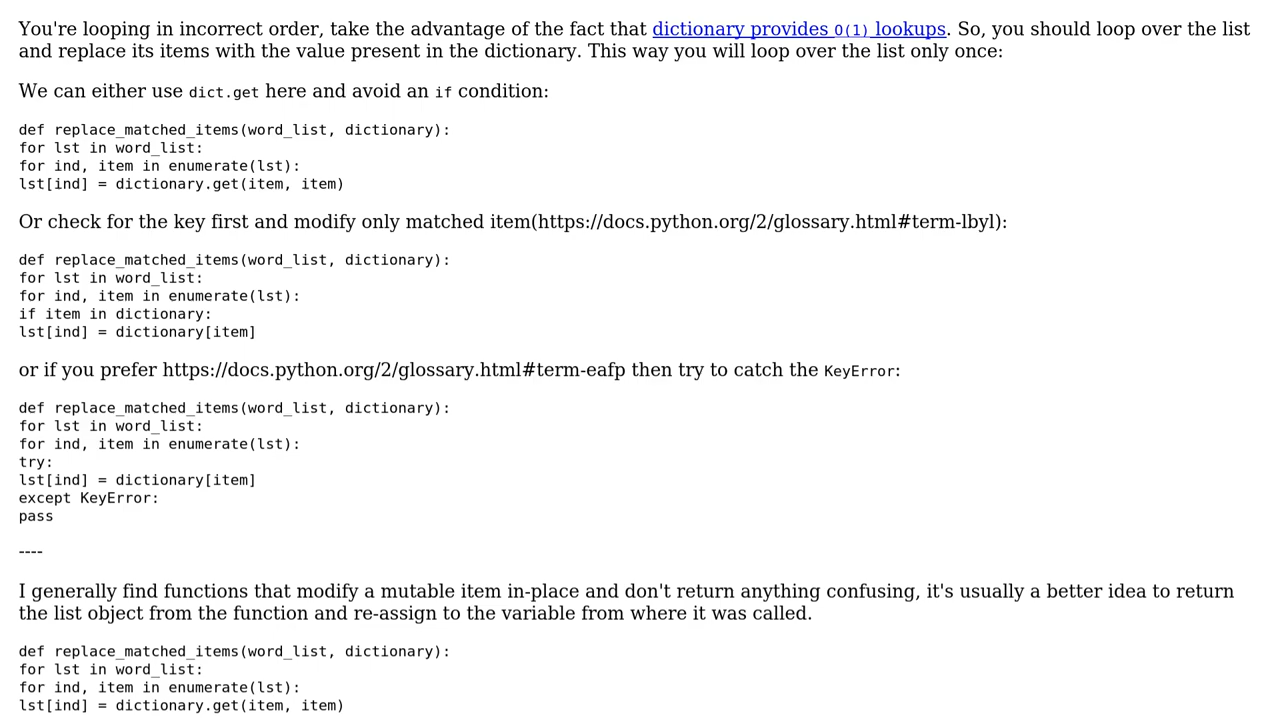 You're looping in incorrect order, take the advantage of the fact that dictionary provides O(1) lookups. So, you should loop over the list
and replace its items with the value present in the dictionary. This way you will loop over the list only once:
We can either use dict.get here and avoid an if condition:
def replace_matched_items(word_list, dictionary):
for lst in word_list:
for ind, item in enumerate(lst):
lst[ind] = dictionary.get(item, item)
Or check for the key first and modify only matched item(https://docs.python.org/2/glossary.html#term-lbyl):
def replace_matched_items(word_list, dictionary):
for lst in word_list:
for ind, item in enumerate(lst):
if item in dictionary:
lst[ind] = dictionary[item]
or if you prefer https://docs.python.org/2/glossary.html#term-eafp then try to catch the KeyError:
def replace_matched_items(word_list, dictionary):
for lst in word_list:
for ind, item in enumerate(lst):
try:
lst[ind] = dictionary[item]
except KeyError:
pass
----
I generally find functions that modify a mutable item in-place and don't return anything confusing, it's usually a better idea to return
the list object from the function and re-assign to the variable from where it was called.
def replace_matched_items(word_list, dictionary):
for lst in word_list:
for ind, item in enumerate(lst):
lst[ind] = dictionary.get(item, item)